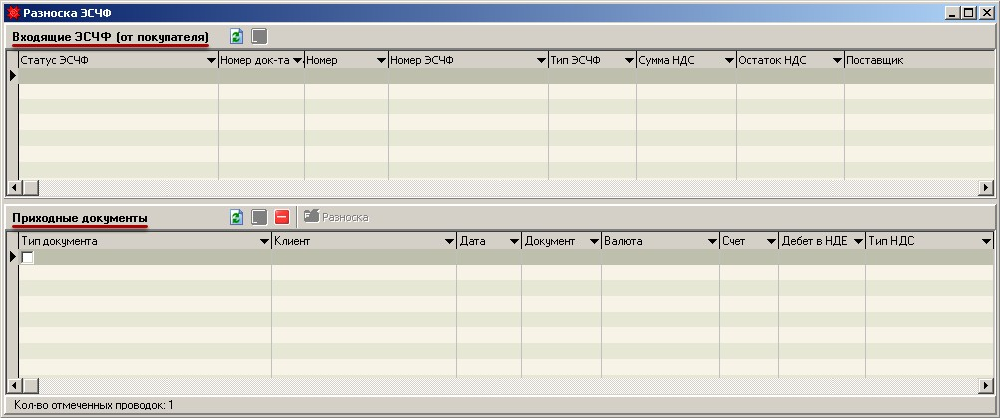 Разноска ЭСЧФ
Входящие ЭСЧФ (от покупателя)
Статус ЭСЧФ Номер док-та Номер Номер ЭСЧФ Тип ЭСЧФ Сумма НДС Остаток НДС Поставщик
Приходные документы Разноска
Тип документа Клиент Дата Документ Валюта Счет Дебет в НДЕ Тип НДС
Кол-во отмеченных проводок: 1